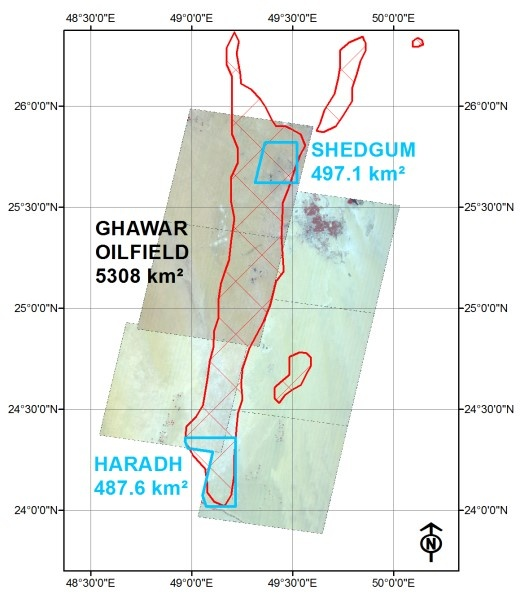 48°30'0"E 49°0'0"E 49°30'0"E 50°0'0"E
26°0'0"N 26°0'0"N
SHEDGUM
497.1 km²
25°30'0"N 25°30'0"N
GHAWAR
OILFIELD
5308 km²
25°0'0"N 25°0'0"N
24°30'0"N 24°30'0"N
HARADH
487.6 km²
24°0'0"N 24°0'0"N
N
48°30'0"E 49°0'0"E 49°30'0"E 50°0'0"E